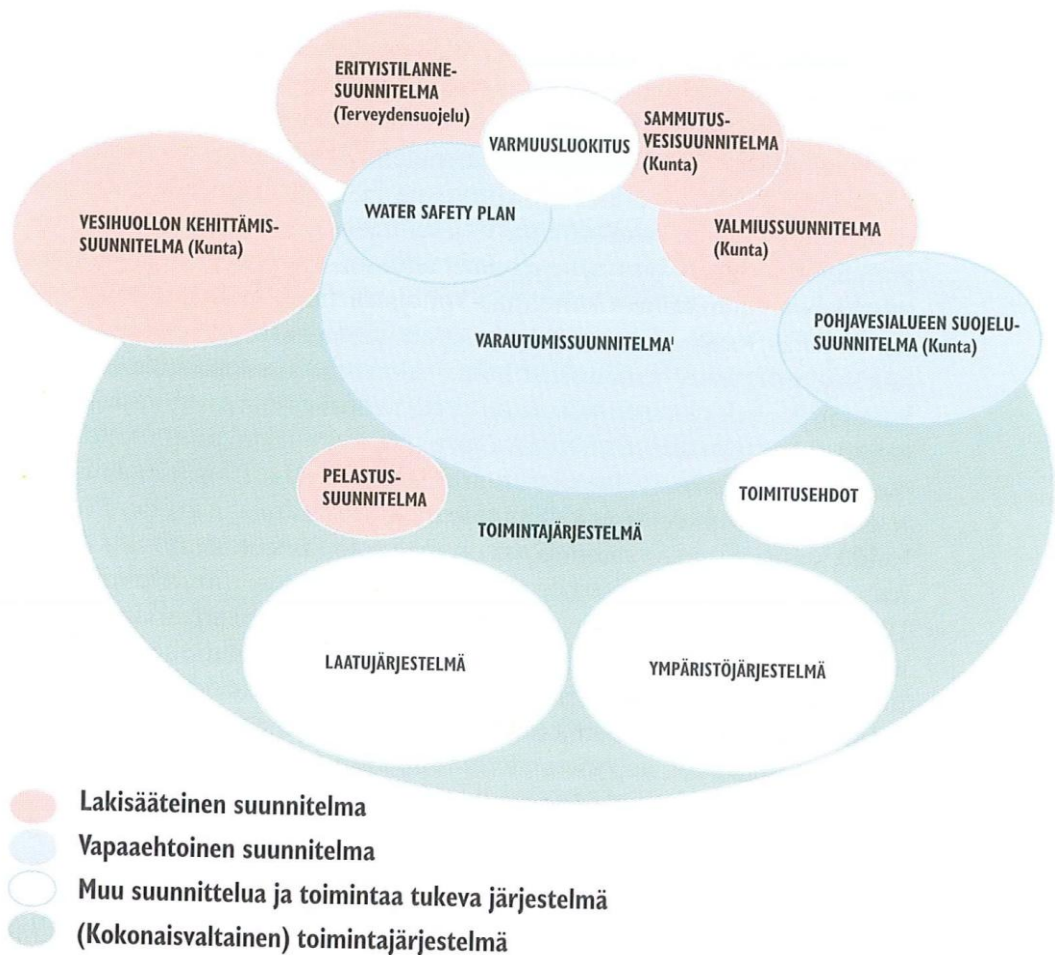 ERITYISTILANNE-
SUUNNITELMA
(Terveydensuojelu)
VARMUUSLUOKITUS
SAMMUTUS-
VESISUUNNITELMA
(Kunta)
VESIHUOLLON KEHITTÄMIS-
SUUNNITELMA (Kunta)
WATER SAFETY PLAN
VALMIUSSUUNNITELMA
(Kunta)
VARAUTUMISSUUNNITELMA¹
POHJAVESIALUEEN SUOJELU-
SUUNNITELMA (Kunta)
PELASTUS-
SUUNNITELMA
TOIMITUSEHDOT
TOIMINTAJÄRJESTELMÄ
LAATUJÄRJESTELMÄ
YMPÄRISTÖJÄRJESTELMÄ
Lakisääteinen suunnitelma
Vapaaehtoinen suunnitelma
Muu suunnittelua ja toimintaa tukeva järjestelmä
(Kokonaisvaltainen) toimintajärjestelmä